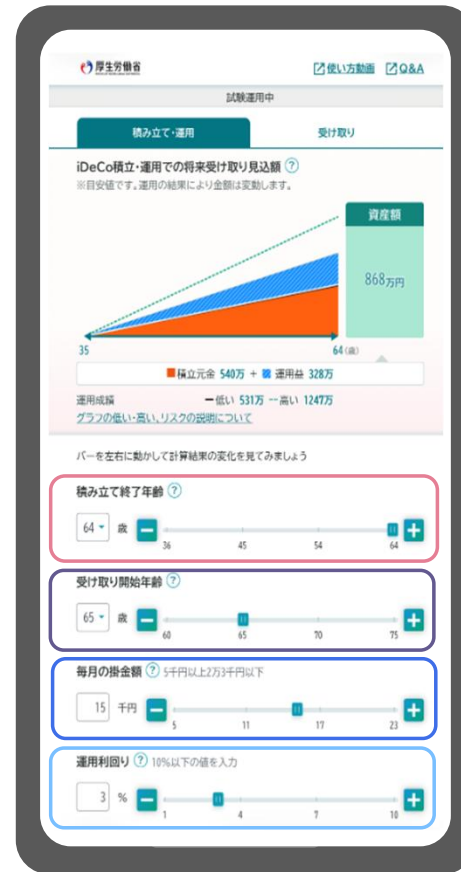 厚生労働省 使い方動画 Q&A
試験運用中
積み立て・運用 受け取り
iDeCo積立・運用での将来受け取り見込額 ?
※目安値です。運用の結果により金額は変動します。
資産額
868万円
35 64(歳)
積立元金 540万 + 運用益 328万
運用成績 ー低い 531万 --高い 1247万
グラフの低い・高い、リスクの説明について
バーを左右に動かして計算結果の変化を見てみましょう
積み立て終了年齢 ?
64 歳
36 45 54 64
受け取り開始年齢 ?
65 歳
60 65 70 75
毎月の掛金額 ? 5千円以上2万3千円以下
15 千円
5 11 17 23
運用利回り ? 10%以下の値を入力
3 %
1 4 7 10